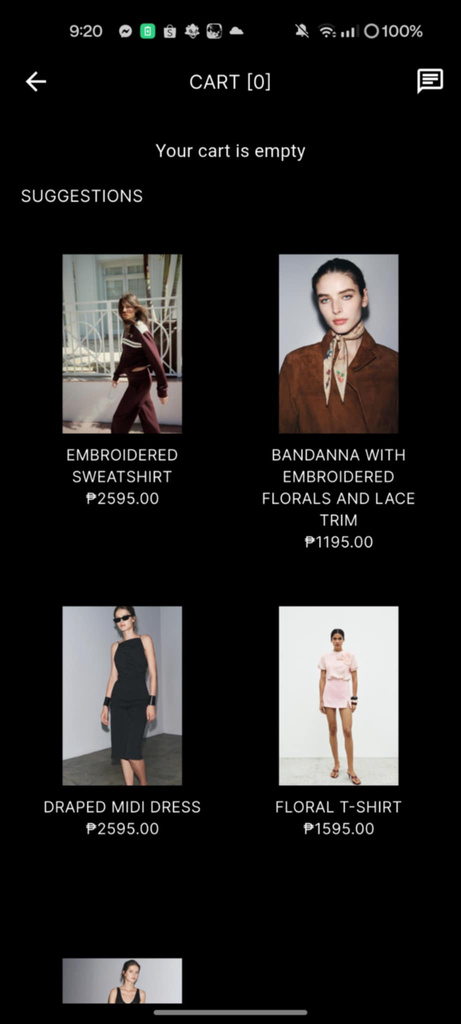 9:20
100%
CART [0]
Your cart is empty
SUGGESTIONS
EMBROIDERED
SWEATSHIRT
₱2595.00
BANDANNA WITH
EMBROIDERED
FLORALS AND LACE
TRIM
₱1195.00
DRAPED MIDI DRESS
₱2595.00
FLORAL T-SHIRT
₱1595.00